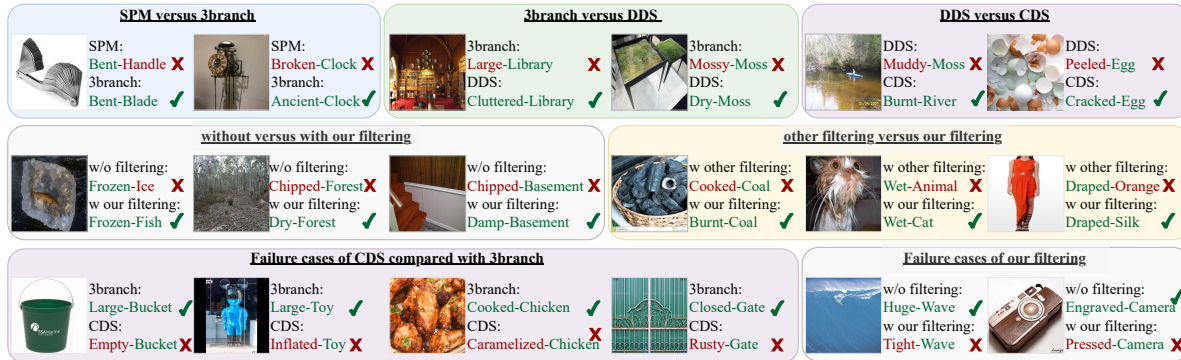 SPM versus 3branch
SPM:
Bent-Handle X
3branch:
Bent-Blade ✓
SPM:
Broken-Clock X
3branch:
Ancient-Clock ✓
3branch versus DDS
3branch:
Large-Library X
DDS:
Cluttered-Library ✓
3branch:
Mossy-Moss X
DDS:
Dry-Moss ✓
DDS versus CDS
DDS:
Muddy-Moss X
CDS:
Burnt-River ✓
DDS:
Peeled-Egg X
CDS:
Cracked-Egg ✓
without versus with our filtering
w/o filtering:
Frozen-Ice X
w our filtering:
Frozen-Fish ✓
w/o filtering:
Chipped-Forest X
w our filtering:
Dry-Forest ✓
w/o filtering:
Chipped-Basement X
w our filtering:
Damp-Basement ✓
other filtering versus our filtering
w other filtering:
Cooked-Coal X
w our filtering:
Burnt-Coal ✓
w other filtering:
Wet-Animal X
w our filtering:
Wet-Cat ✓
w other filtering:
Draped-Orange X
w our filtering:
Draped-Silk ✓
Failure cases of CDS compared with 3branch
3branch:
Large-Bucket ✓
CDS:
Empty-Bucket X
3branch:
Large-Toy ✓
CDS:
Inflated-Toy X
3branch:
Cooked-Chicken ✓
CDS:
Caramelized-Chicken X
3branch:
Closed-Gate ✓
CDS:
Rusty-Gate X
Failure cases of our filtering
w/o filtering:
Huge-Wave ✓
w our filtering:
Tight-Wave X
w/o filtering:
Engraved-Camera ✓
w our filtering:
Pressed-Camera X